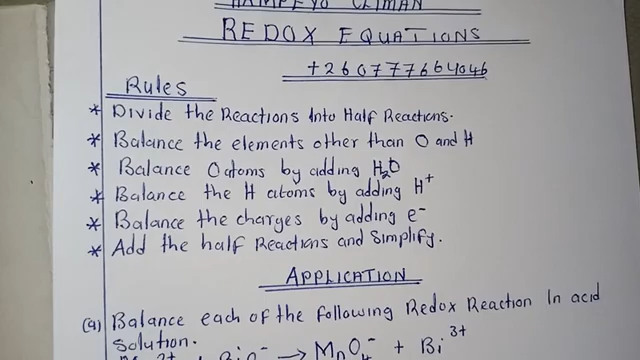 HAMPEYO CLIMAN
REDOX EQUATIONS
+260777664046
Rules
* Divide the Reactions Into Half Reactions.
* Balance the elements other than O and H
* Balance O atoms by adding H₂O
* Balance the H atoms by adding H⁺
* Balance the charges by adding e⁻
* Add the half Reactions and Simplify.
APPLICATION
(a) Balance each of the following Redox Reaction In acid
Solution.
→ MnO₄⁻ + Bi³⁺